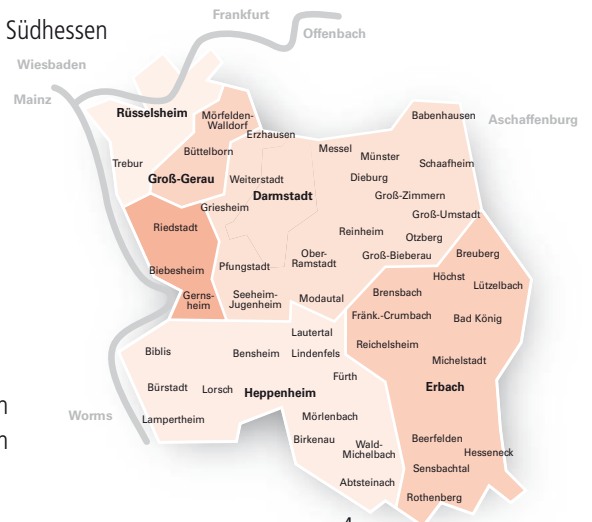 Südhessen
Frankfurt
Offenbach
Wiesbaden
Mainz
Rüsselsheim
Mörfelden-
Walldorf
Erzhausen
Babenhausen
Aschaffenburg
Trebur
Büttelborn
Groß-Gerau
Messel
Münster
Schaafheim
Weiterstadt
Dieburg
Darmstadt
Groß-Zimmern
Griesheim
Groß-Umstadt
Riedstadt
Reinheim
Otzberg
Groß-Bieberau
Breuberg
Biebesheim
Pfungstadt
Ober-
Ramstadt
Höchst
Lützelbach
Gerns-
heim
Seeheim-
Jugenheim
Modautal
Brensbach
Fränk.-Crumbach
Bad König
Lautertal
Reichelsheim
Biblis
Bensheim
Lindenfels
Michelstadt
Fürth
Bürstadt
Lorsch
Heppenheim
Erbach
n
Worms
Lampertheim
Mörlenbach
n
Birkenau
Wald-
Michelbach
Beerfelden
Hesseneck
Sensbachtal
Abtsteinach
Rothenberg